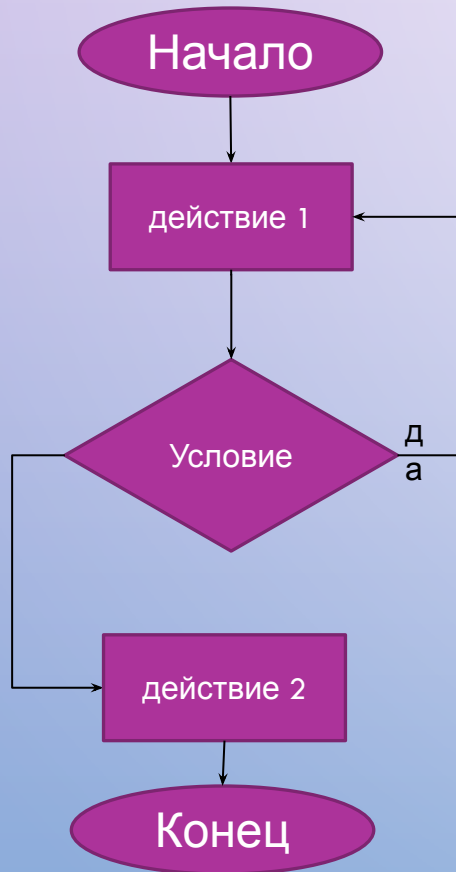 Начало
действие 1
Условие
д
а
действие 2
Конец